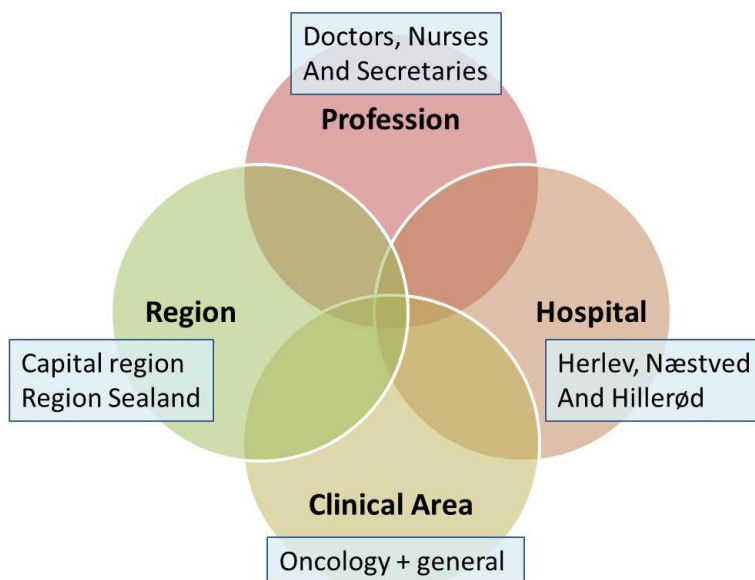 Doctors, Nurses
And Secretaries
Profession
Region
Capital region
Region Sealand
Hospital
Herlev, Næstved
And Hillerød
Clinical Area
Oncology + general